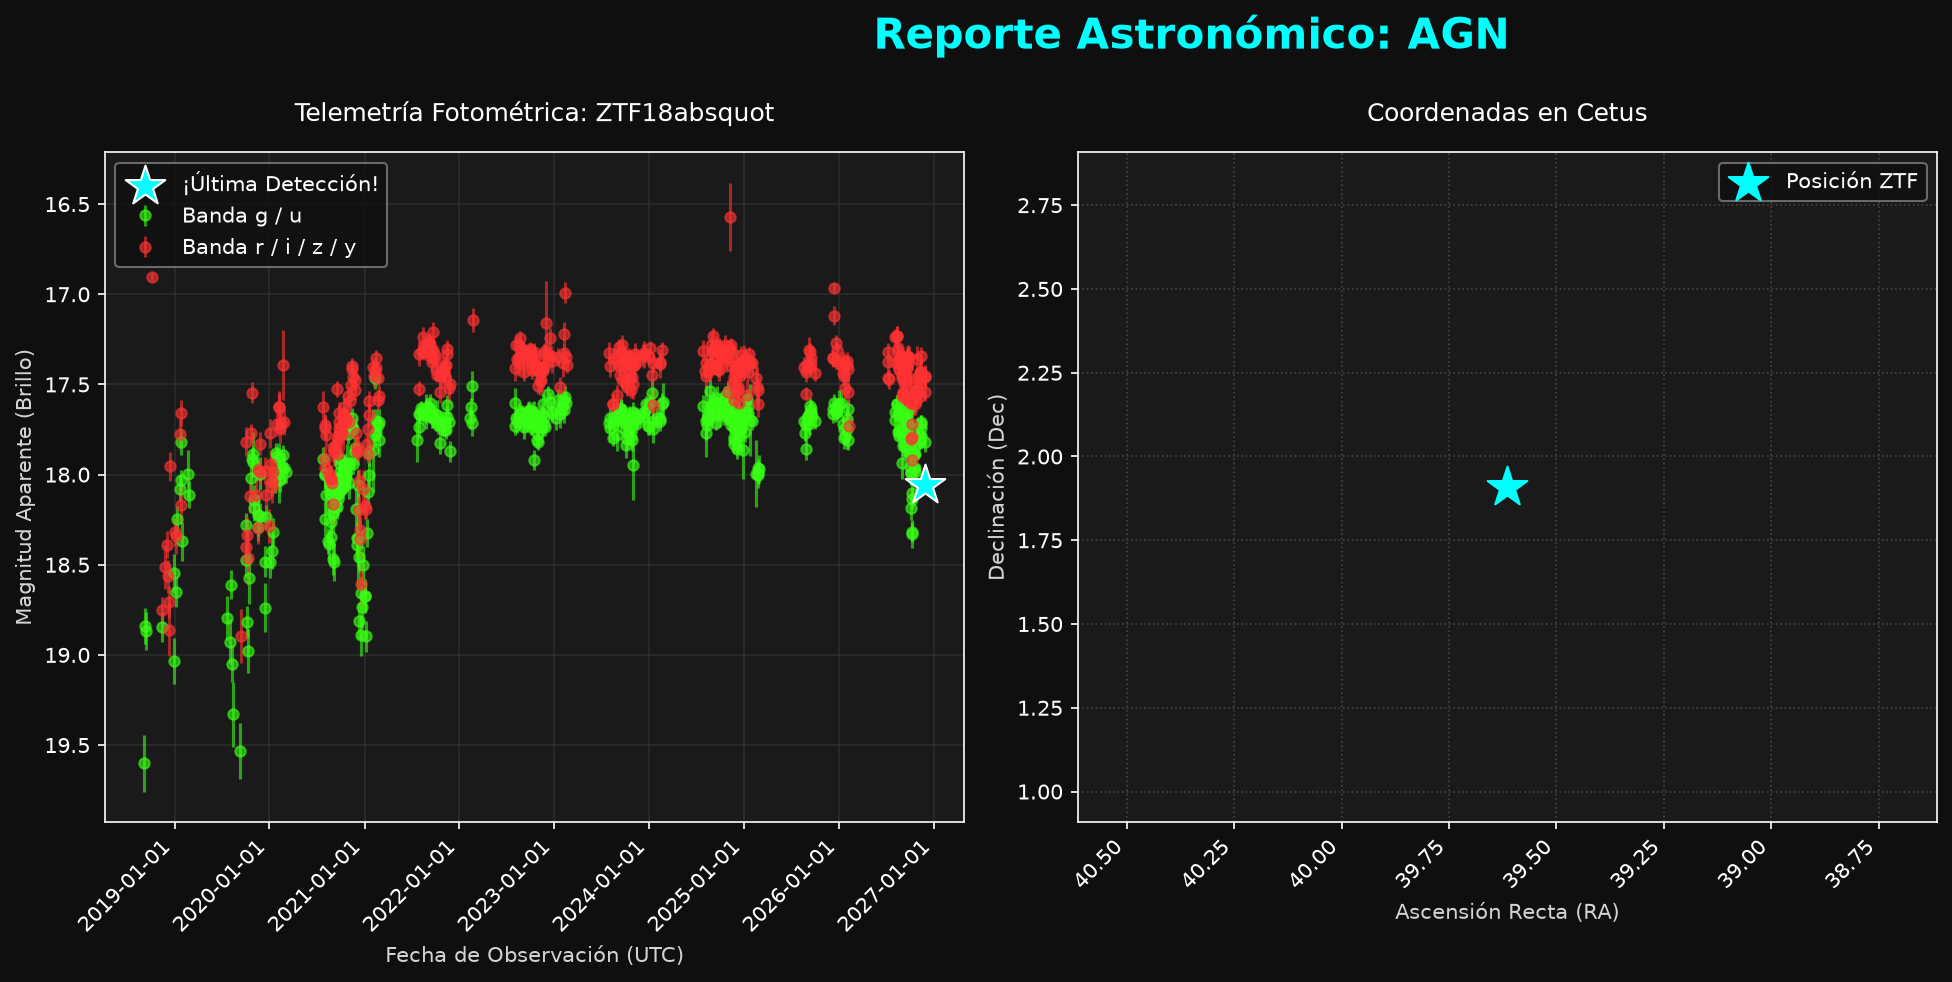 Reporte Astronómico: AGN
Telemetría Fotométrica: ZTF18absquot
¡Última Detección!
Banda g / u
Banda r / i / z / y
Magnitud Aparente (Brillo)
16.5
17.0
17.5
18.0
18.5
19.0
19.5
2019-01-01
2020-01-01
2021-01-01
2022-01-01
2023-01-01
2024-01-01
2025-01-01
2026-01-01
2027-01-01
Fecha de Observación (UTC)
Coordenadas en Cetus
Posición ZTF
Declinación (Dec)
2.75
2.50
2.25
2.00
1.75
1.50
1.25
1.00
40.50
40.25
40.00
39.75
39.50
39.25
39.00
38.75
Ascensión Recta (RA)